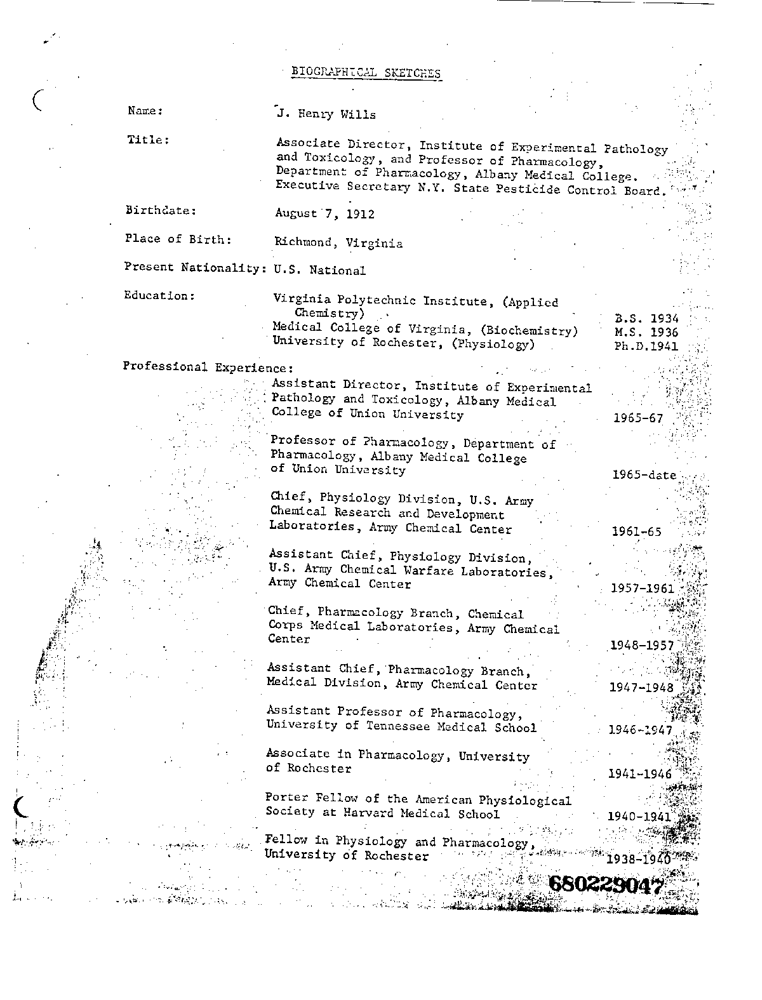 BIOGRAPHICAL SKETCHES
Name: J. Henry Wills
Title: Associate Director, Institute of Experimental Pathology
and Toxicology, and Professor of Pharmacology,
Department of Pharmacology, Albany Medical College.
Executive Secretary N.Y. State Pesticide Control Board.
Birthdate: August 7, 1912
Place of Birth: Richmond, Virginia
Present Nationality: U.S. National
Education: Virginia Polytechnic Institute, (Applied
Chemistry) B.S. 1934
Medical College of Virginia, (Biochemistry) M.S. 1936
University of Rochester, (Physiology) Ph.D.1941
Professional Experience:
Assistant Director, Institute of Experimental
Pathology and Toxicology, Albany Medical
College of Union University 1965-67
Professor of Pharmacology, Department of
Pharmacology, Albany Medical College
of Union University 1965-date
Chief, Physiology Division, U.S. Army
Chemical Research and Development
Laboratories, Army Chemical Center 1961-65
Assistant Chief, Physiology Division,
U.S. Army Chemical Warfare Laboratories,
Army Chemical Center 1957-1961
Chief, Pharmacology Branch, Chemical
Corps Medical Laboratories, Army Chemical
Center 1948-1957
Assistant Chief, Pharmacology Branch,
Medical Division, Army Chemical Center 1947-1948
Assistant Professor of Pharmacology,
University of Tennessee Medical School 1946-1947
Associate in Pharmacology, University
of Rochester 1941-1946
Porter Fellow of the American Physiological
Society at Harvard Medical School 1940-1941
Fellow in Physiology and Pharmacology,
University of Rochester 1938-1940
680229047